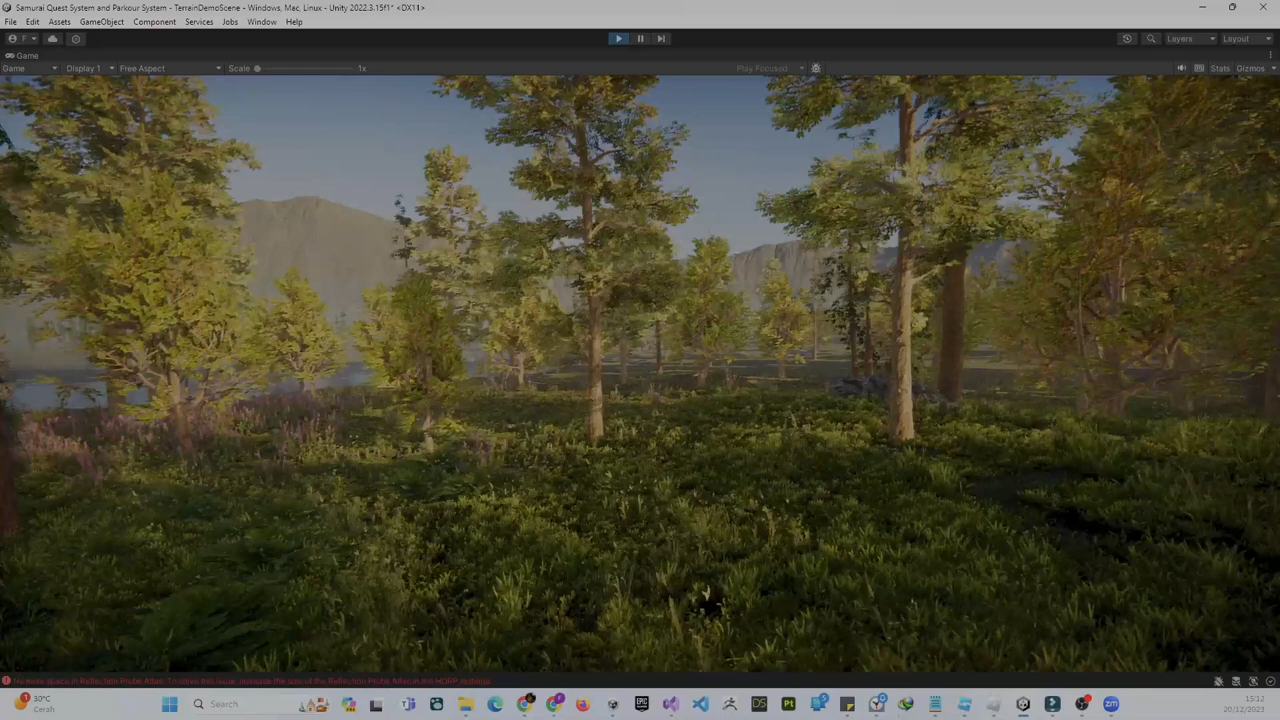 Samurai Quest System and Parkour System - TerrainDemoScene - Windows, Mac, Linux - Unity 2022.3.15f1* <DX11>
File Edit Assets GameObject Component Services Jobs Window Help
F Layers Layout
Game
Game Display 1 Free Aspect Scale 1x Play Focused Stats Gizmos
No more space in Reflection Probe Atlas. To solve this issue, increase the size of the Reflection Probe Atlas in the HDRP settings.
30°C
Cerah
Search
15:12
20/12/2023